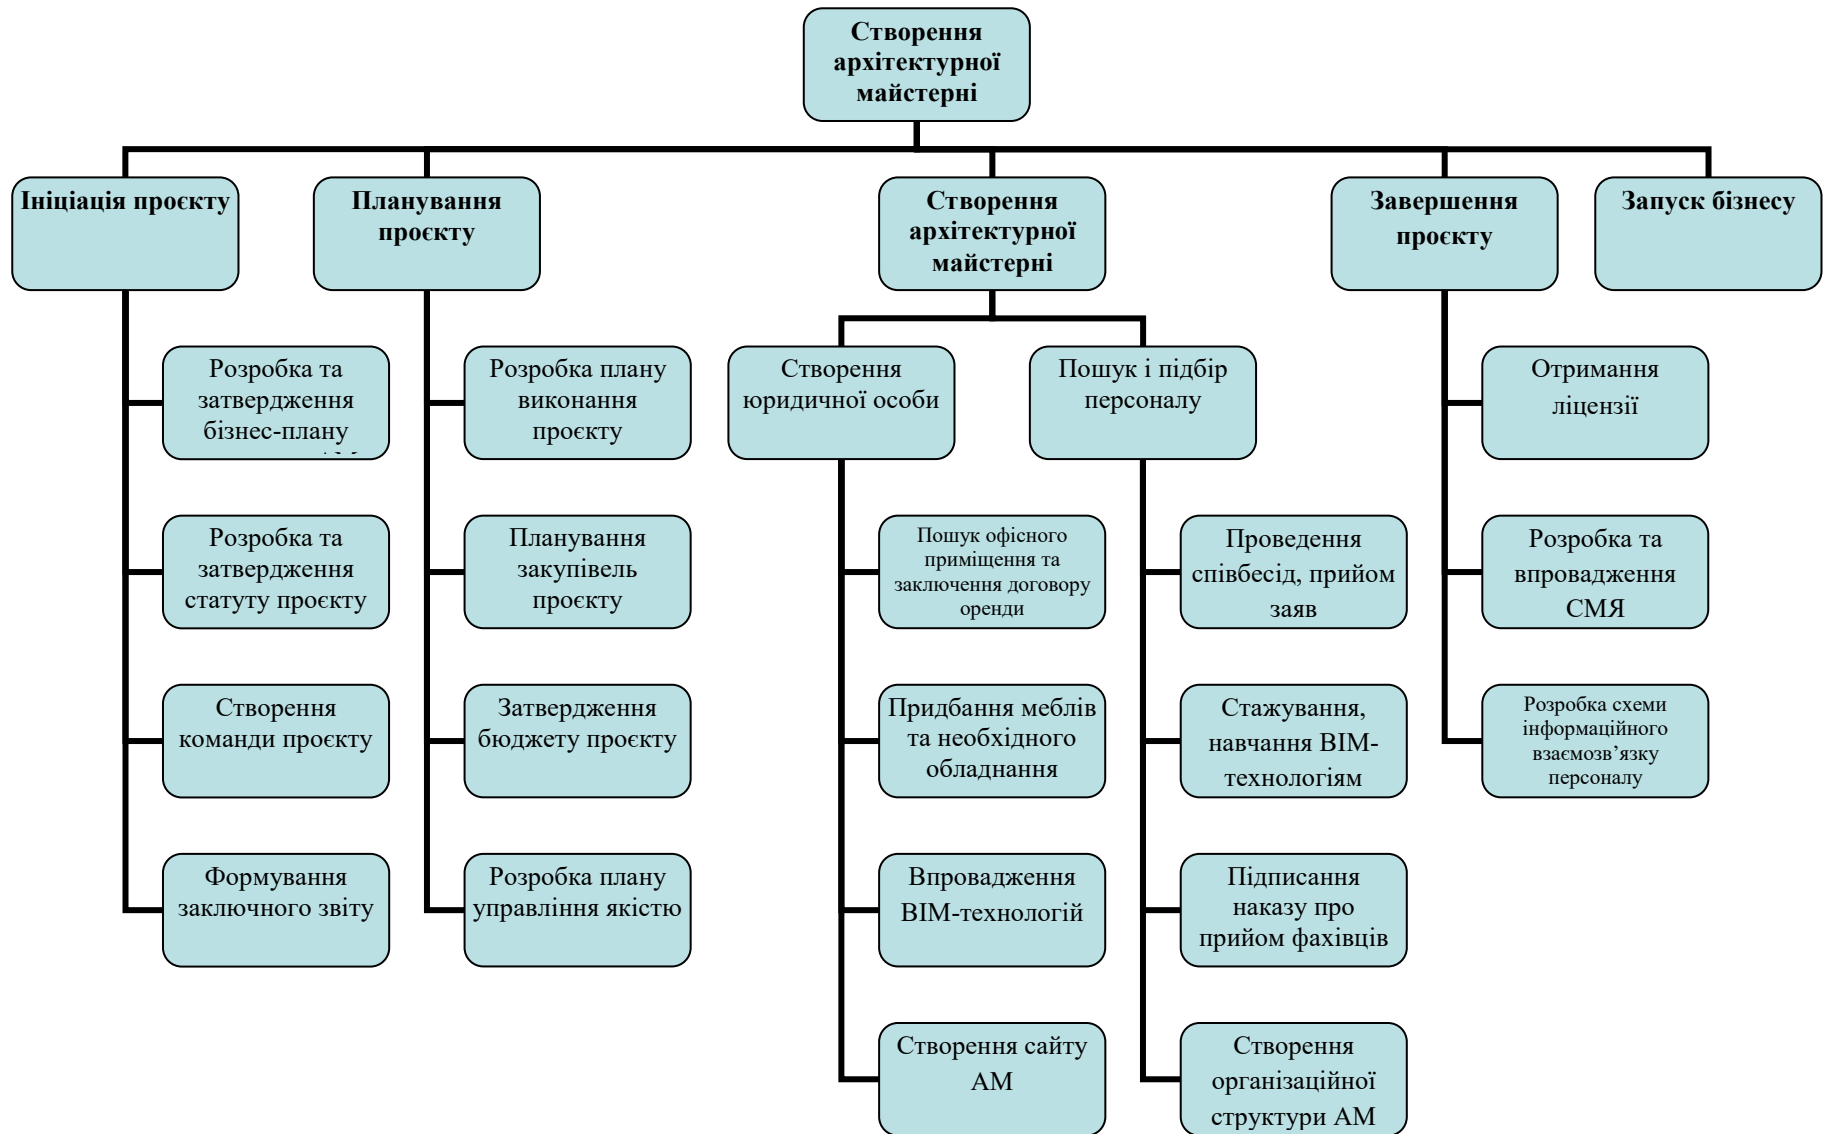 Створення
архітектурної
майстерні
Ініціація проєкту
Планування
проєкту
Створення
архітектурної
майстерні
Завершення
проєкту
Запуск бізнесу
Розробка та
затвердження
бізнес-плану
Розробка плану
виконання
проєкту
Створення
юридичної особи
Пошук і підбір
персоналу
Отримання
ліцензії
Розробка та
затвердження
статуту проєкту
Планування
закупівель
проєкту
Пошук офісного
приміщення та
заключення договору
оренди
Проведення
співбесід, прийом
заяв
Розробка та
впровадження
СМЯ
Створення
команди проєкту
Затвердження
бюджету проєкту
Придбання меблів
та необхідного
обладнання
Стажування,
навчання BIM-
технологіям
Розробка схеми
інформаційного
взаємозв’язку
персоналу
Формування
заключного звіту
Розробка плану
управління якістю
Впровадження
BIM-технологій
Підписання
наказу про
прийом фахівців
Створення сайту
АМ
Створення
організаційної
структури АМ